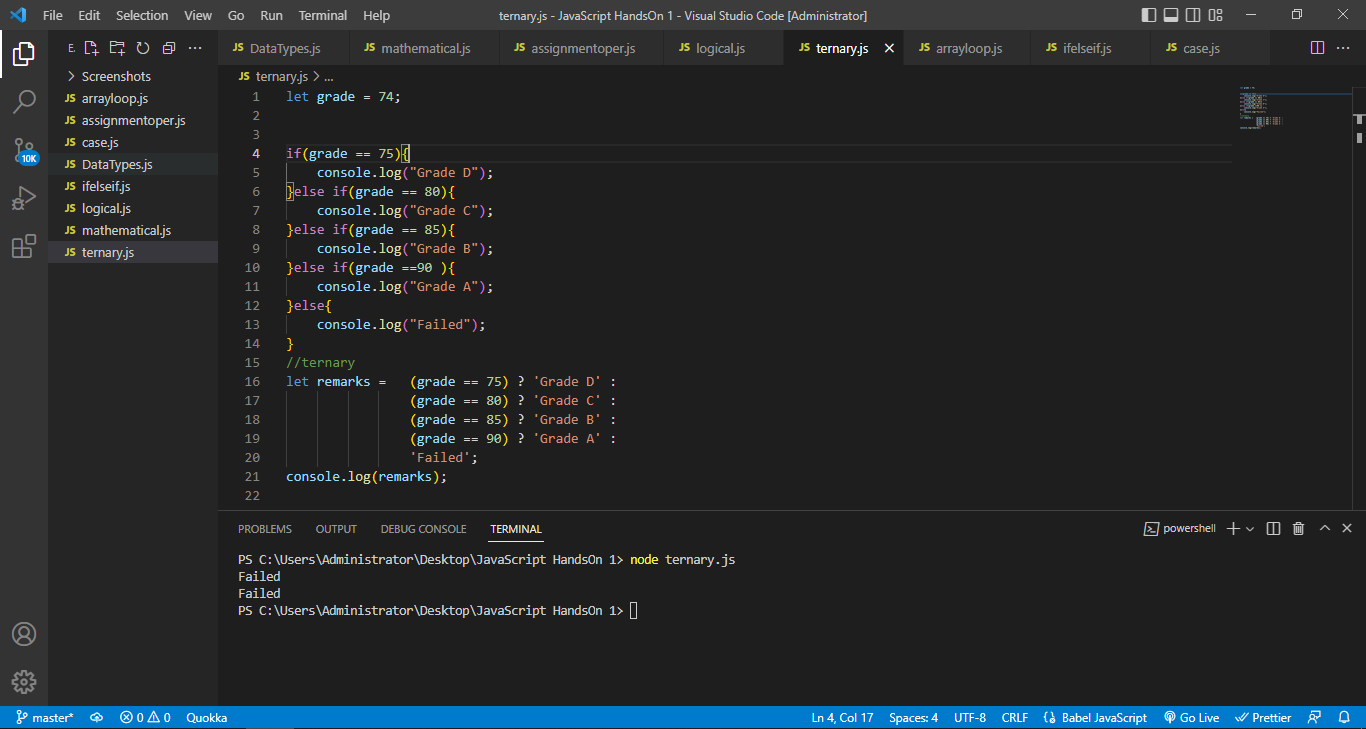 File Edit Selection View Go Run Terminal Help ternary.js - JavaScript HandsOn 1 - Visual Studio Code [Administrator]
E.
JS DataTypes.js JS mathematical.js JS assignmentoper.js JS logical.js JS ternary.js JS arrayloop.js JS ifelseif.js JS case.js
Screenshots
JS arrayloop.js
JS assignmentoper.js
JS case.js
JS DataTypes.js
JS ifelseif.js
JS logical.js
JS mathematical.js
JS ternary.js
10K
JS ternary.js > ...
1 let grade = 74;
2
3
4 if(grade == 75){
5 console.log("Grade D");
6 }else if(grade == 80){
7 console.log("Grade C");
8 }else if(grade == 85){
9 console.log("Grade B");
10 }else if(grade ==90 ){
11 console.log("Grade A");
12 }else{
13 console.log("Failed");
14 }
15 //ternary
16 let remarks = (grade == 75) ? 'Grade D' :
17 (grade == 80) ? 'Grade C' :
18 (grade == 85) ? 'Grade B' :
19 (grade == 90) ? 'Grade A' :
20 'Failed';
21 console.log(remarks);
22
PROBLEMS OUTPUT DEBUG CONSOLE TERMINAL powershell
PS C:\Users\Administrator\Desktop\JavaScript HandsOn 1> node ternary.js
Failed
Failed
PS C:\Users\Administrator\Desktop\JavaScript HandsOn 1>
master* 0 0 Quokka Ln 4, Col 17 Spaces: 4 UTF-8 CRLF Babel JavaScript Go Live Prettier